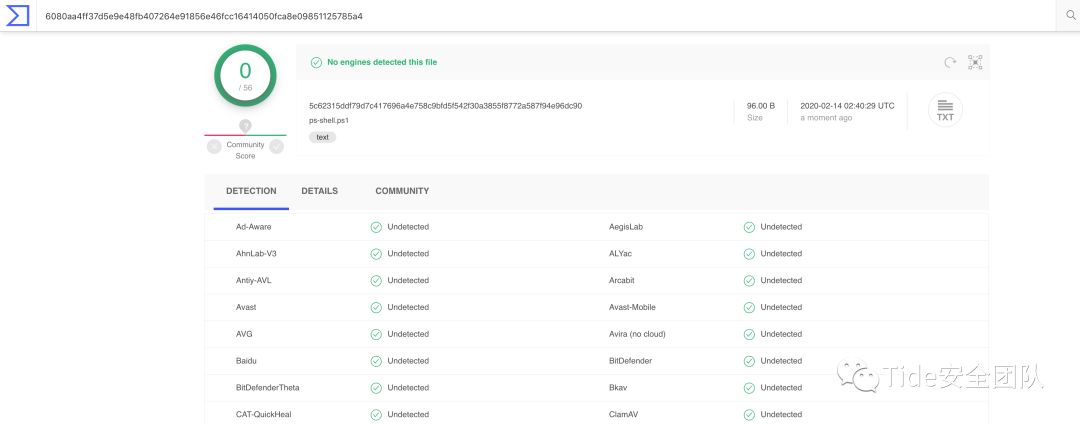 6080aa4ff37d5e9e48fb407264e91856e46fcc16414050fca8e09851125785a4
0
/ 56
?
Community
Score
No engines detected this file
5c62315ddf79d7c417696a4e758c9bfd5f542f30a3855f8772a587f94e96dc90
ps-shell.ps1
text
96.00 B
Size
2020-02-14 02:40:29 UTC
a moment ago
TXT
DETECTION DETAILS COMMUNITY
Ad-Aware Undetected AegisLab Undetected
AhnLab-V3 Undetected ALYac Undetected
Antiy-AVL Undetected Arcabit Undetected
Avast Undetected Avast-Mobile Undetected
AVG Undetected Avira (no cloud) Undetected
Baidu Undetected BitDefender Undetected
BitDefenderTheta Undetected Bkav Undetected
CAT-QuickHeal Undetected ClamAV Undetected
Tide安全团队